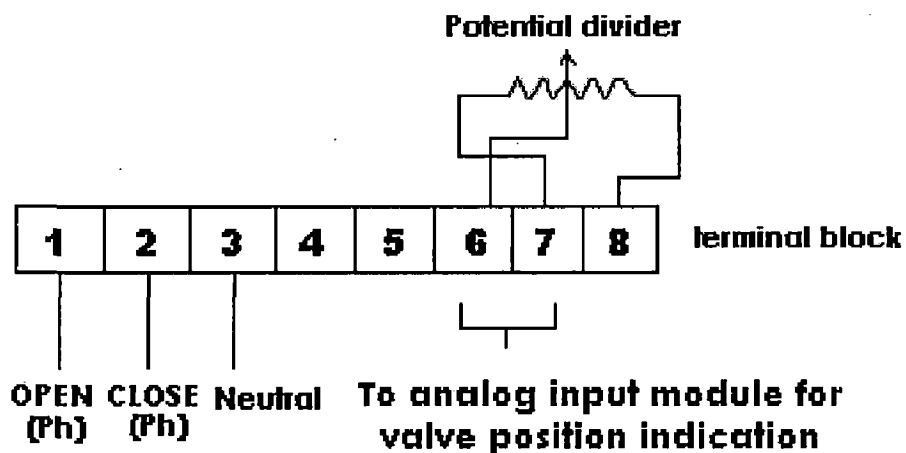 Potential divider
1 2 3 4 5 6 7 8 terminal block
OPEN CLOSE Neutral To analog input module for
(Ph) (Ph) valve position indication